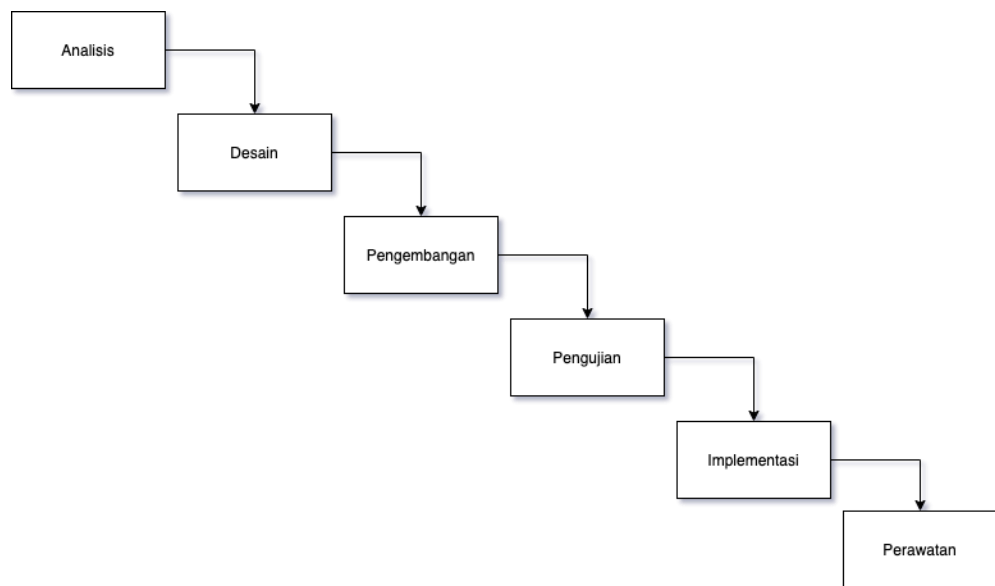 Analisis
Desain
Pengembangan
Pengujian
Implementasi
Perawatan